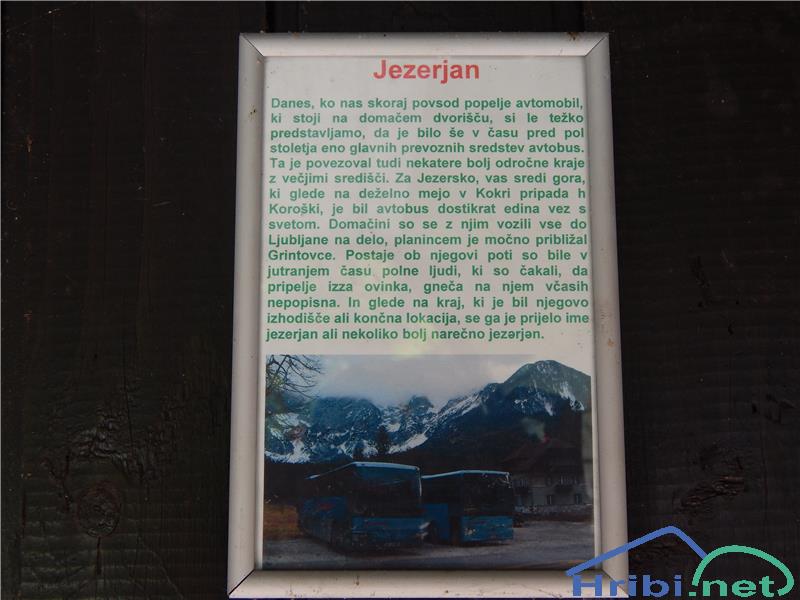 Jezerjan
Danes, ko nas skoraj povsod popelje avtomobil,
ki stoji na domačem dvorišču, si le težko
predstavljamo, da je bilo še v času pred pol
stoletja eno glavnih prevoznih sredstev avtobus.
Ta je povezoval tudi nekatere bolj odročne kraje
z večjimi središči. Za Jezersko, vas sredi gora,
ki glede na deželno mejo v Kokri pripada h
Koroški, je bil avtobus dostikrat edina vez s
svetom. Domačini so se z njim vozili vse do
Ljubljane na delo, planincem je močno približal
Grintovce. Postaje ob njegovi poti so bile v
jutranjem času polne ljudi, ki so čakali, da
pripelje izza ovinka, gneča na njem včasih
nepopisna. In glede na kraj, ki je bil njegovo
izhodišče ali končna lokacija, se ga je prijelo ime
jezerjan ali nekoliko bolj narečno jezərjən.
Hribi.net